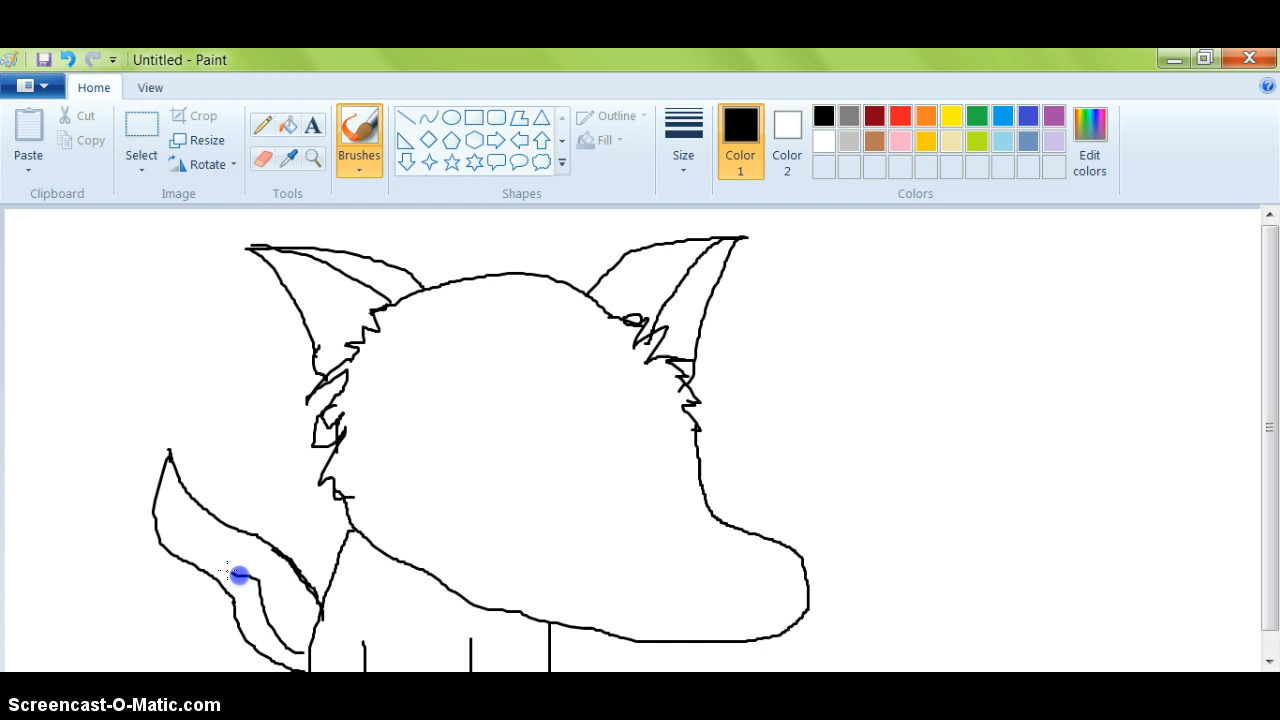 Untitled - Paint
Home View
Paste
Cut
Copy
Clipboard
Select
Crop
Resize
Rotate
Image
A
Tools
Brushes
Outline
Fill
Shapes
Size
Color 1
Color 2
Edit colors
Colors
Screencast-O-Matic.com